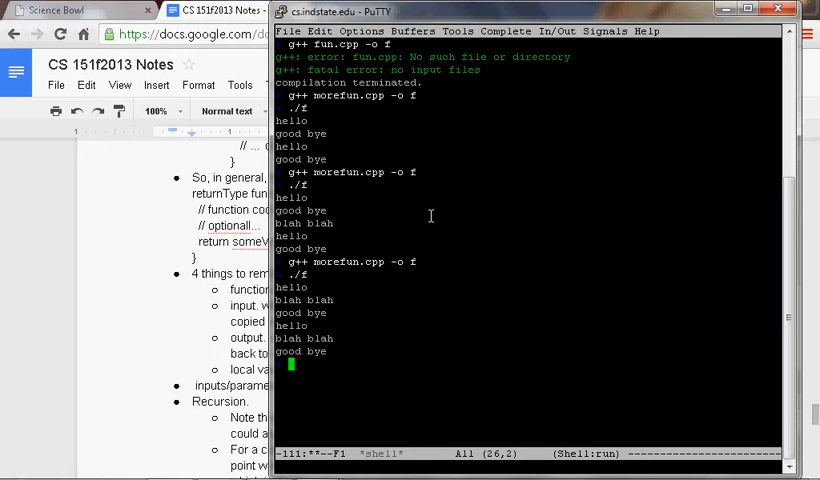 Science Bowl
CS 151f2013 Notes
cs.indstate.edu - PuTTY
https://docs.google.com/do
CS 151f2013 Notes
File Edit View Insert Format Tools
100% Normal text
// ...
}
So, in general,
returnType fun
// function cod
// optionall...
return someV
}
4 things to rem
function
input. w
copied
output.
back to
local va
inputs/parame
Recursion.
Note th
could a
For a c
point w
File Edit Options Buffers Tools Complete In/Out Signals Help
g++ fun.cpp -o f
g++: error: fun.cpp: No such file or directory
g++: fatal error: no input files
compilation terminated.
g++ morefun.cpp -o f
./f
hello
good bye
hello
good bye
g++ morefun.cpp -o f
./f
hello
good bye
blah blah
hello
good bye
g++ morefun.cpp -o f
./f
hello
blah blah
good bye
hello
blah blah
good bye
-111:**--F1 *shell* All (26,2) (Shell:run) ----------------------